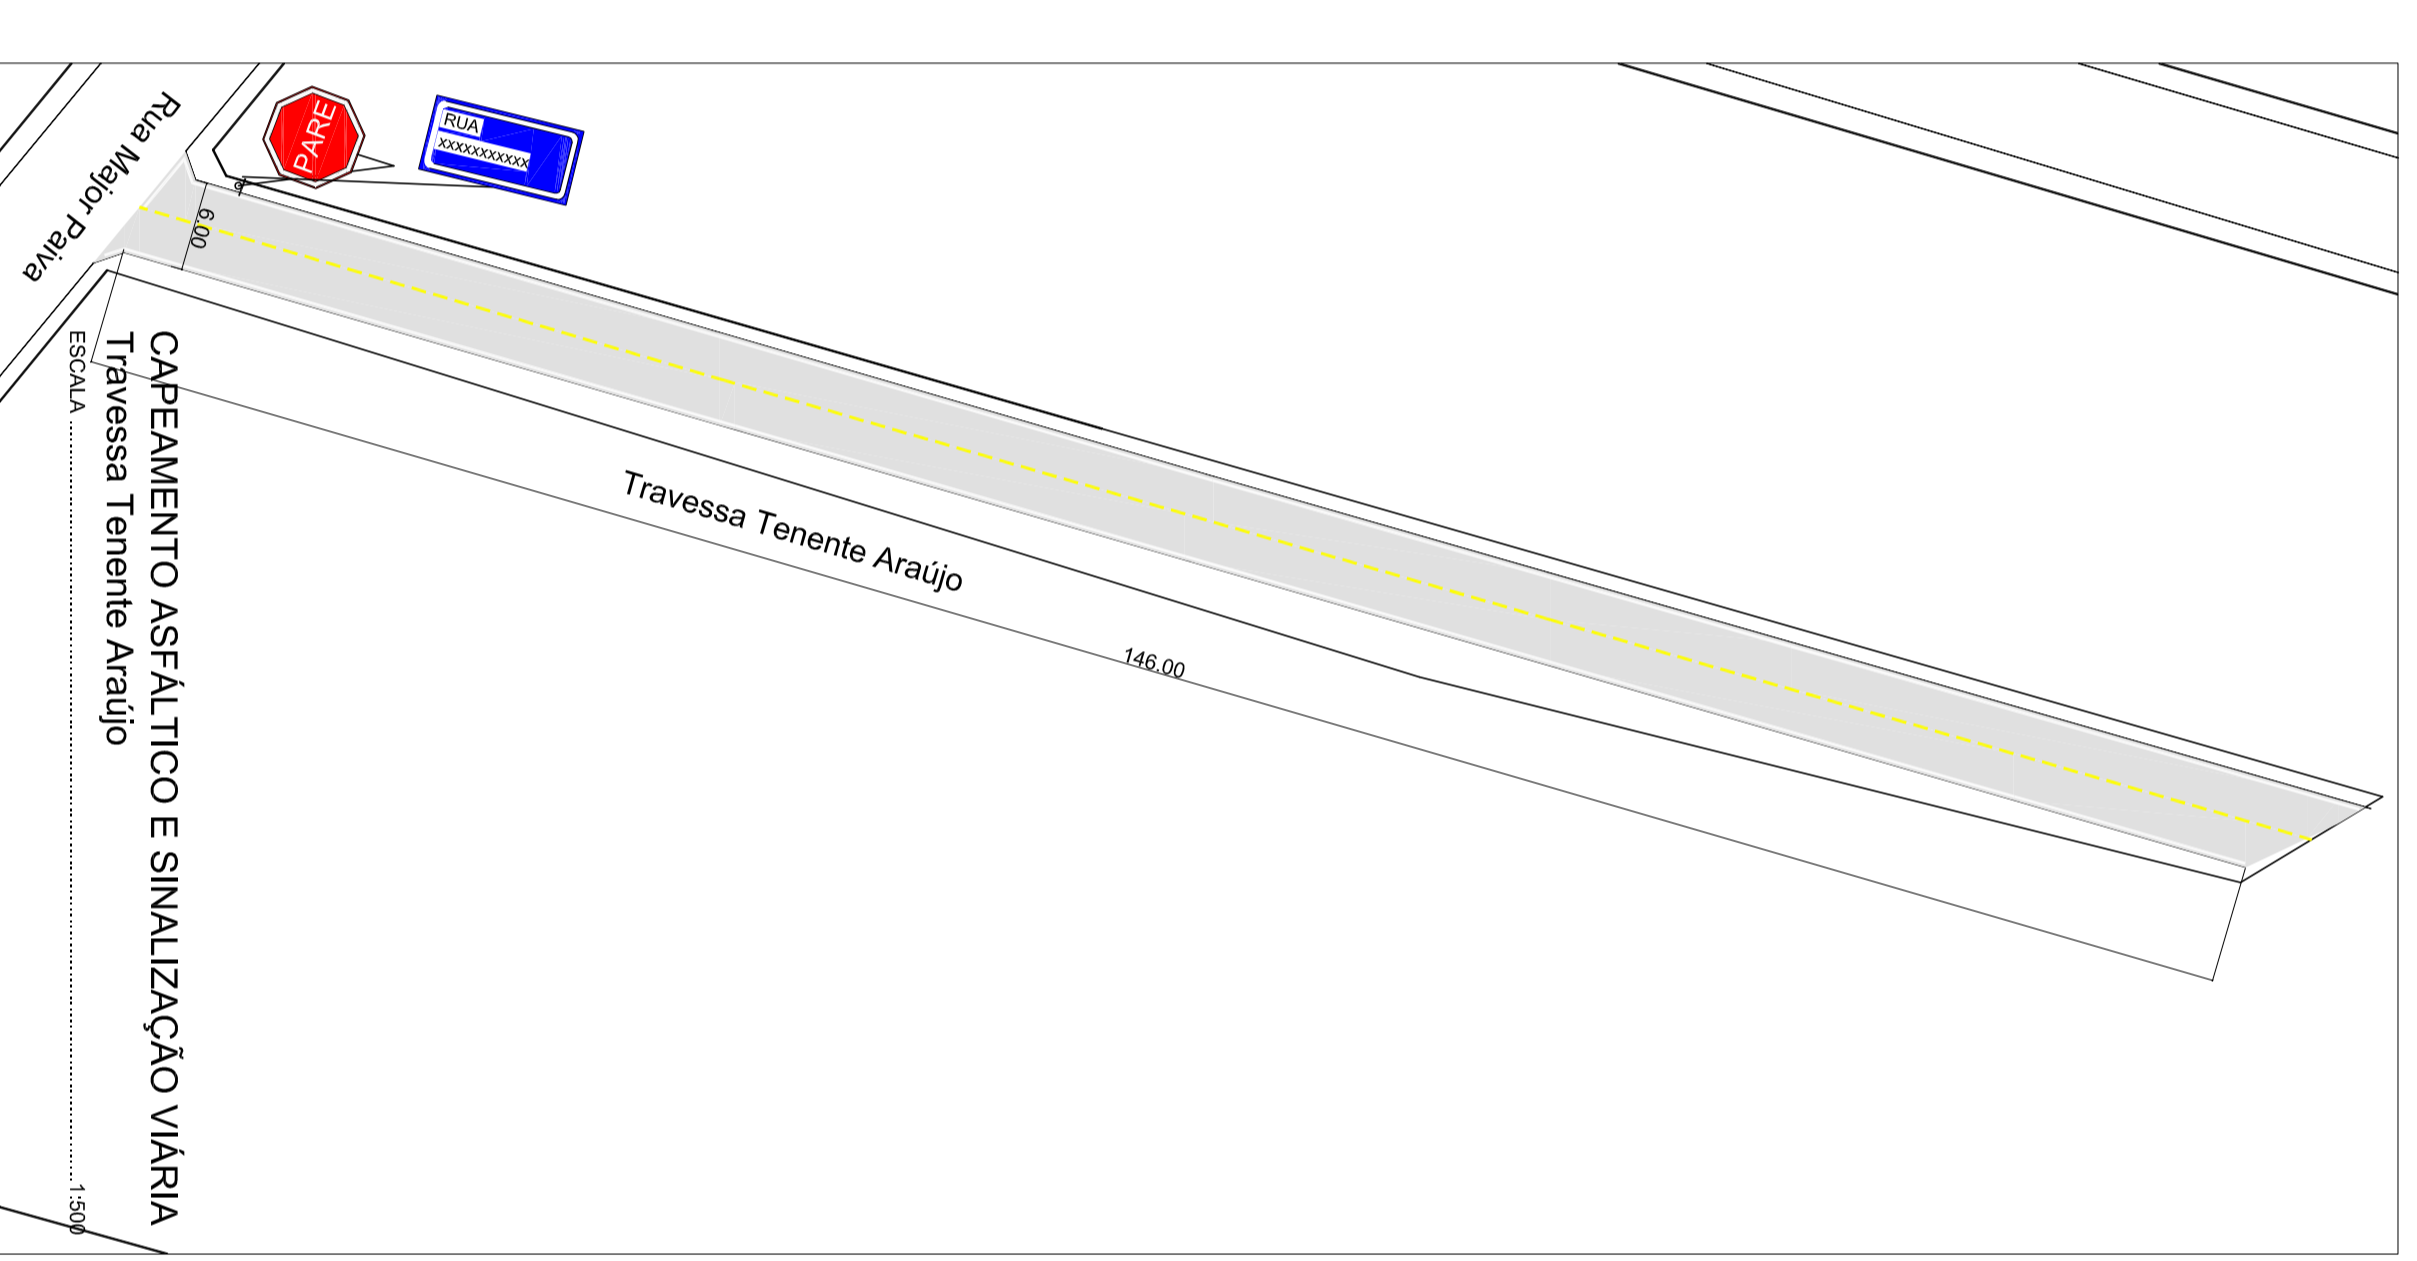 Rua Major Paiva
PARE
RUA
xxxxxxxxxxx
6.00
Travessa Tenente Araújo
146.00
CAPEAMENTO ASFÁLTICO E SINALIZAÇÃO VIÁRIA
Travessa Tenente Araújo
ESCALA 1:500